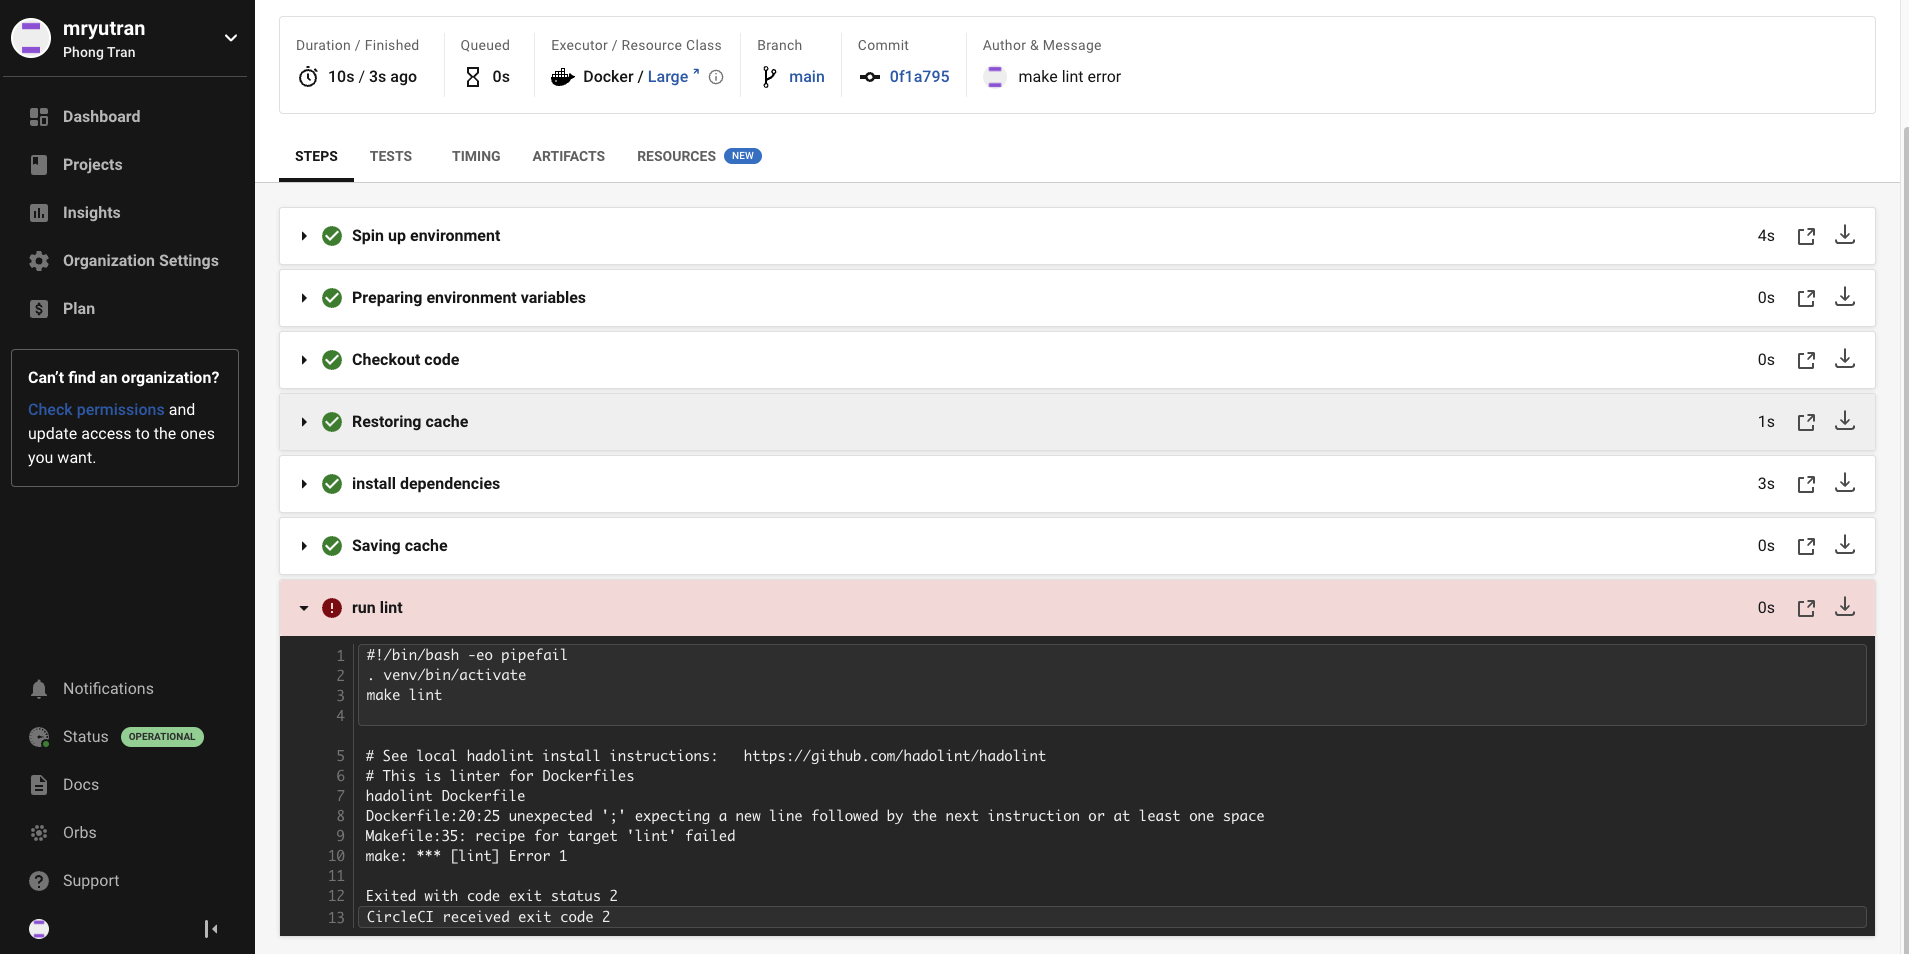 mryutran
Phong Tran
Dashboard
Projects
Insights
Organization Settings
Plan
Can't find an organization?
Check permissions and
update access to the ones
you want.
Notifications
Status OPERATIONAL
Docs
Orbs
Support
Duration / Finished
10s / 3s ago
Queued
0s
Executor / Resource Class
Docker / Large
Branch
main
Commit
0f1a795
Author & Message
make lint error
STEPS TESTS TIMING ARTIFACTS RESOURCES NEW
Spin up environment 4s
Preparing environment variables 0s
Checkout code 0s
Restoring cache 1s
install dependencies 3s
Saving cache 0s
run lint 0s
1 #!/bin/bash -eo pipefail
2 . venv/bin/activate
3 make lint
4
5 # See local hadolint install instructions:   https://github.com/hadolint/hadolint
6 # This is linter for Dockerfiles
7 hadolint Dockerfile
8 Dockerfile:20:25 unexpected ';' expecting a new line followed by the next instruction or at least one space
9 Makefile:35: recipe for target 'lint' failed
10 make: *** [lint] Error 1
11
12 Exited with code exit status 2
13 CircleCI received exit code 2